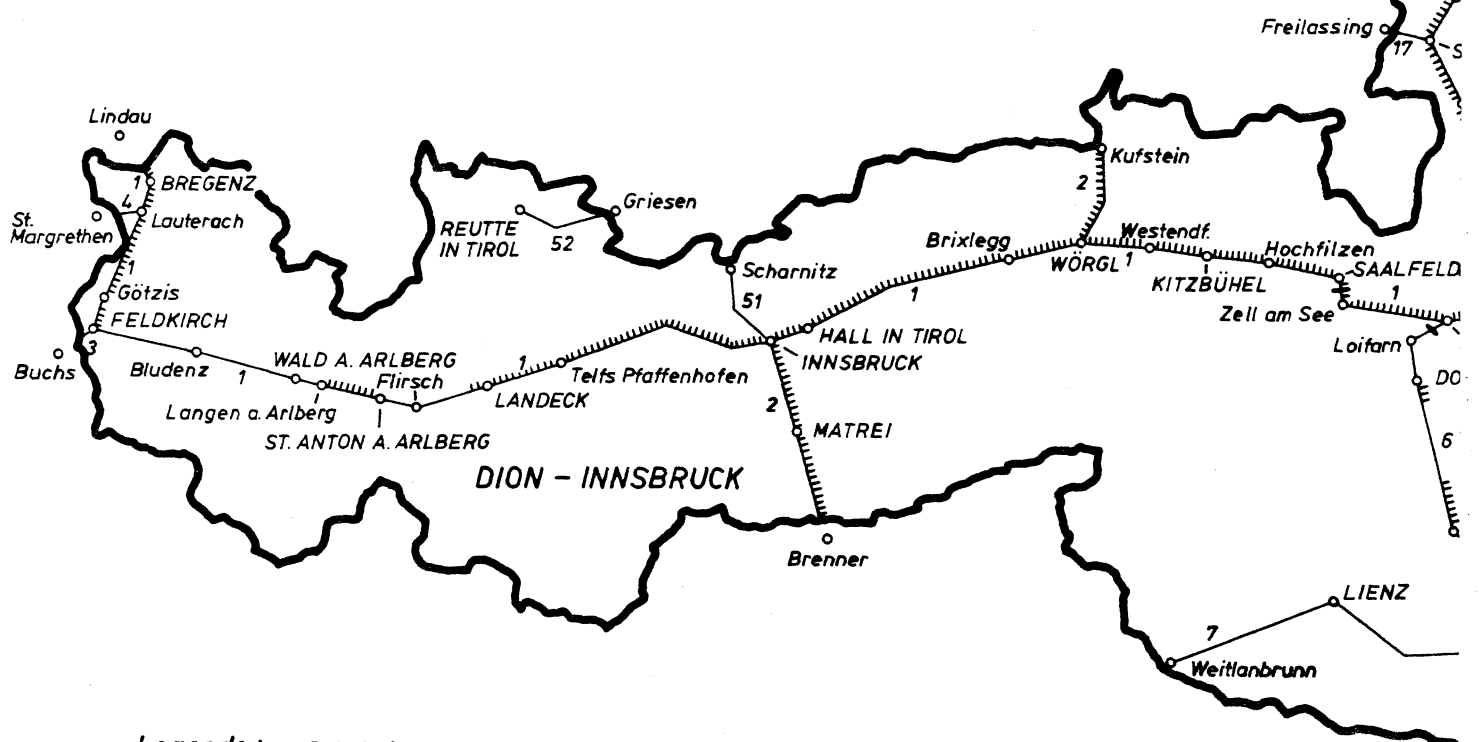 Freilassing
17
Lindau
Kufstein
1
BREGENZ
2
4
Griesen
St.
Margrethen
Lauterach
REUTTE
IN TIROL
52
Westendf.
Brixlegg
Hochfilzen
1
Scharnitz
WÖRGL
1
SAALFELD
Götzis
51
1
KITZBÜHEL
1
FELDKIRCH
Zell am See
3
HALL IN TIROL
Loifarn
Buchs
Bludenz
WALD A. ARLBERG
1
INNSBRUCK
1
Flirsch
Telfs Pfaffenhofen
DO
Langen a. Arlberg
LANDECK
2
ST. ANTON A. ARLBERG
MATREI
6
DION – INNSBRUCK
Brenner
LIENZ
7
Weitlanbrunn